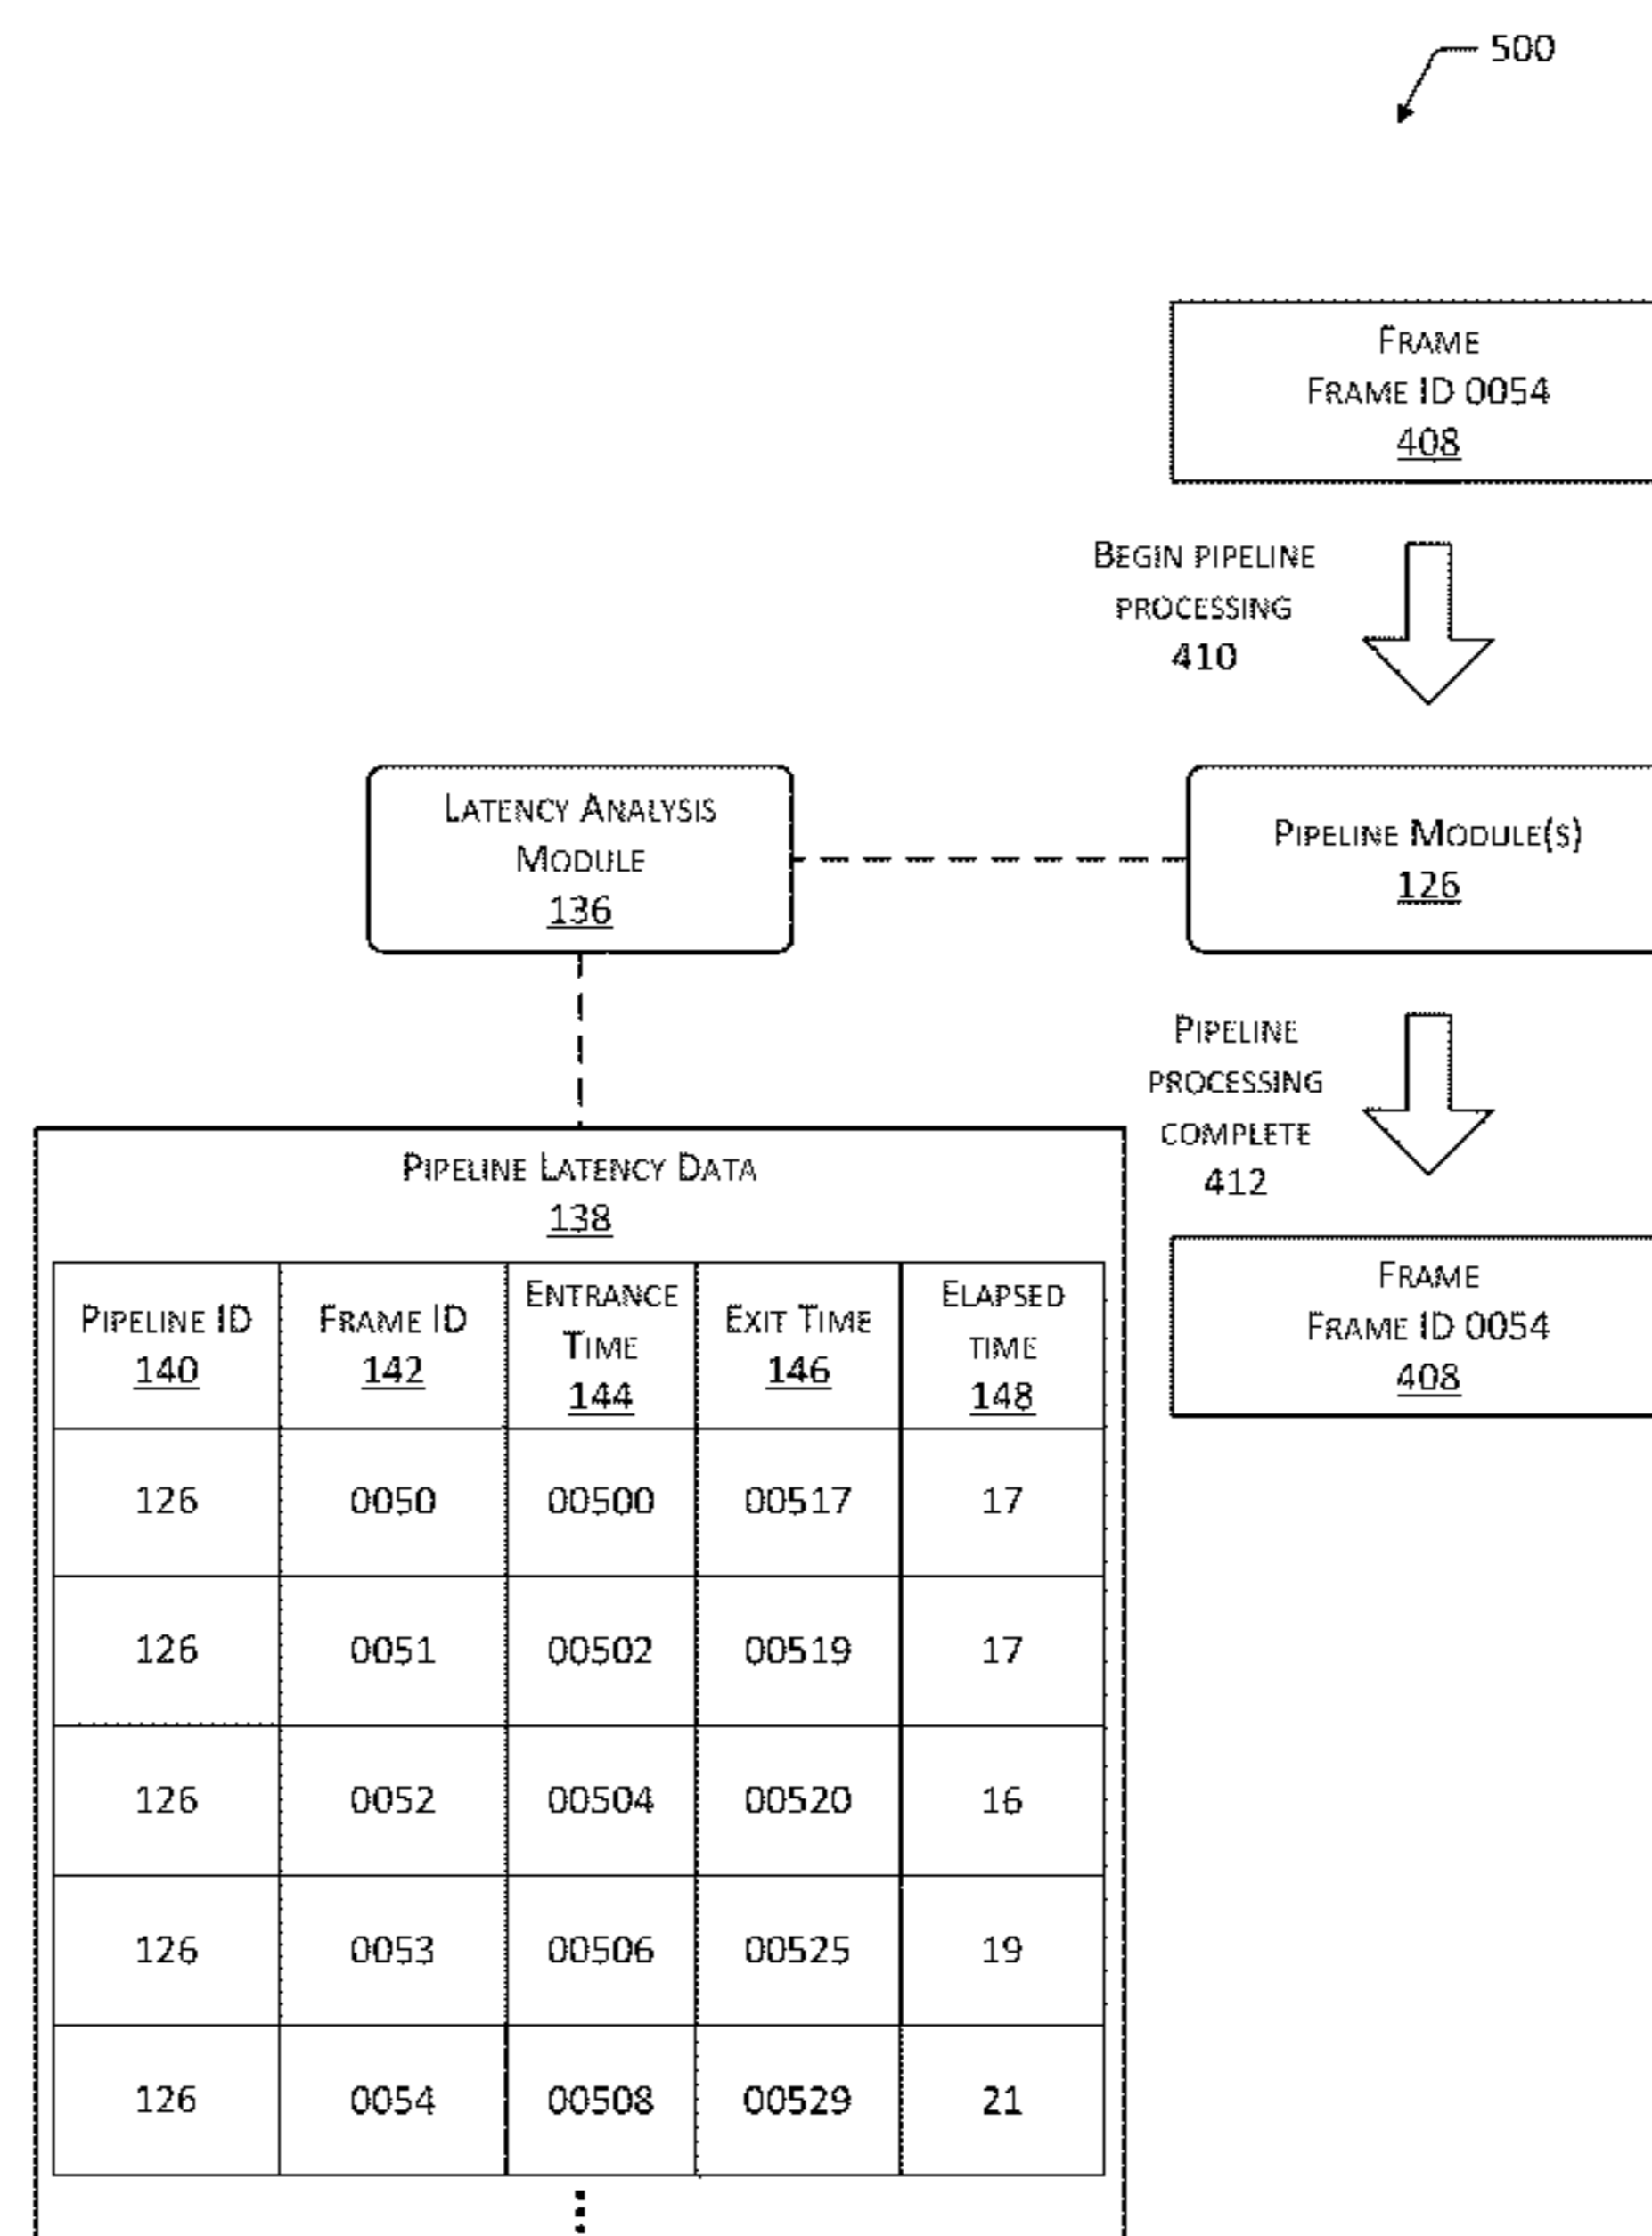 500
FRAME
FRAME ID 0054
408
BEGIN PIPELINE
PROCESSING
410
LATENCY ANALYSIS
MODULE
136
PIPELINE MODULE(S)
126
PIPELINE
PROCESSING
COMPLETE
412
FRAME
FRAME ID 0054
408
PIPELINE LATENCY DATA
138
PIPELINE ID
140
FRAME ID
142
ENTRANCE
TIME
144
EXIT TIME
146
ELAPSED
TIME
148
126 0050 00500 00517 17
126 0051 00502 00519 17
126 0052 00504 00520 16
126 0053 00506 00525 19
126 0054 00508 00529 21